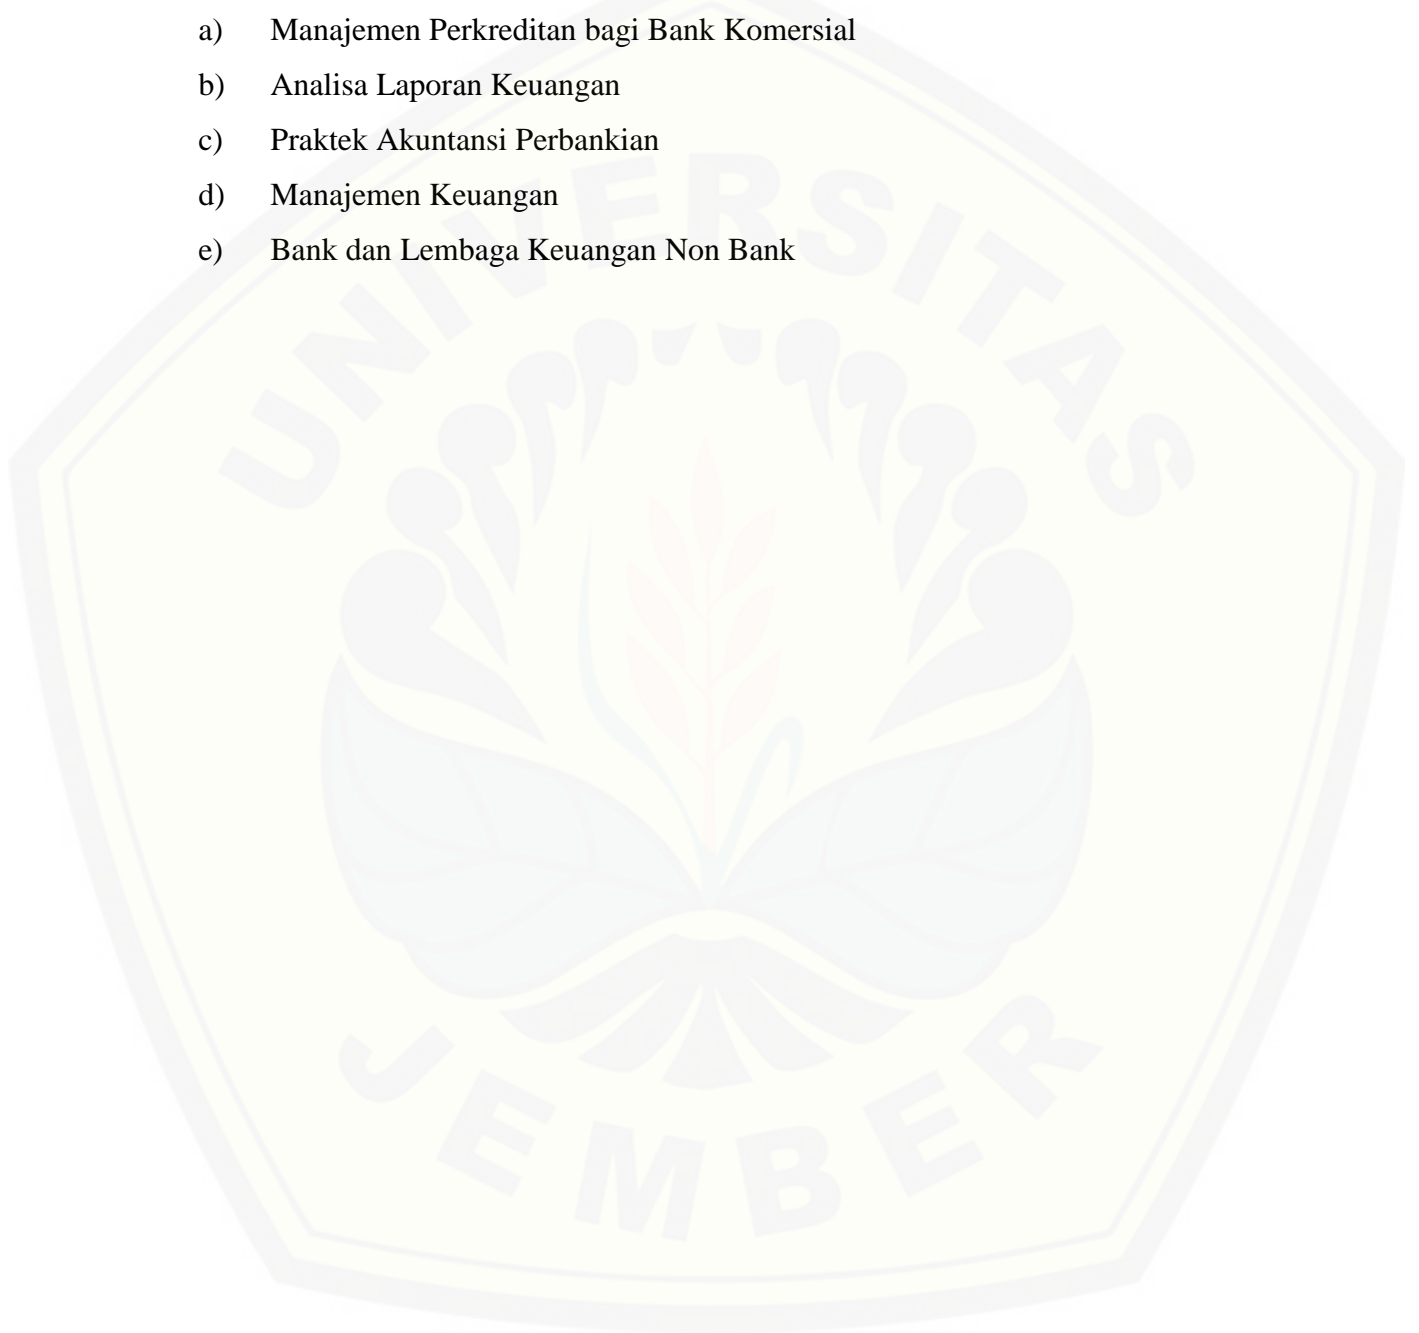 a) Manajemen Perkreditan bagi Bank Komersial
b) Analisa Laporan Keuangan
c) Praktek Akuntansi Perbankian
d) Manajemen Keuangan
e) Bank dan Lembaga Keuangan Non Bank
UNIVERSITAS
JEMBER